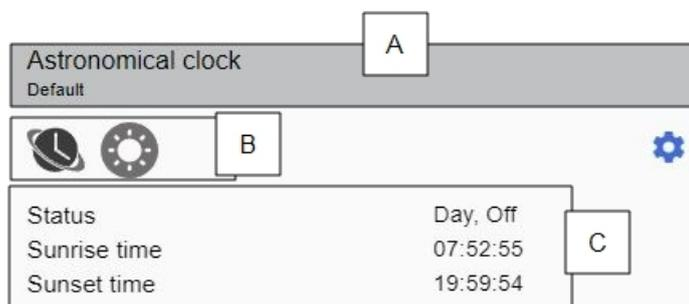 A
Astronomical clock
Default
B
Status Day, Off
Sunrise time 07:52:55
Sunset time 19:59:54
C